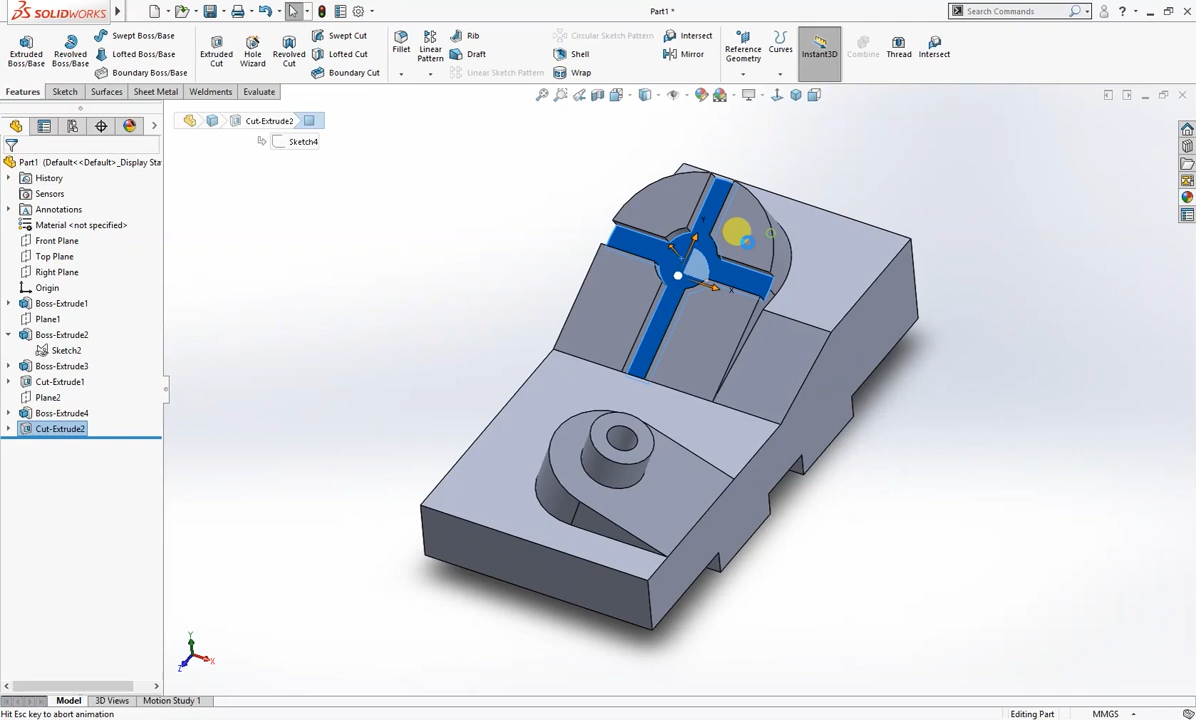 SOLIDWORKS
Part1 *
Search Commands
Extruded Boss/Base
Revolved Boss/Base
Swept Boss/Base
Lofted Boss/Base
Boundary Boss/Base
Extruded Cut
Hole Wizard
Revolved Cut
Swept Cut
Lofted Cut
Boundary Cut
Fillet
Linear Pattern
Rib
Draft
Linear Sketch Pattern
Circular Sketch Pattern
Shell
Wrap
Intersect
Mirror
Reference Geometry
Curves
Instant3D
Combine
Thread
Intersect
Features
Sketch
Surfaces
Sheet Metal
Weldments
Evaluate
Cut-Extrude2
Sketch4
Part1 (Default<<Default>_Display Sta
History
Sensors
Annotations
Material <not specified>
Front Plane
Top Plane
Right Plane
Origin
Boss-Extrude1
Plane1
Boss-Extrude2
Sketch2
Boss-Extrude3
Cut-Extrude1
Plane2
Boss-Extrude4
Cut-Extrude2
Y
X
Y
X
Z
Model
3D Views
Motion Study 1
Hit Esc key to abort animation
Editing Part
MMGS